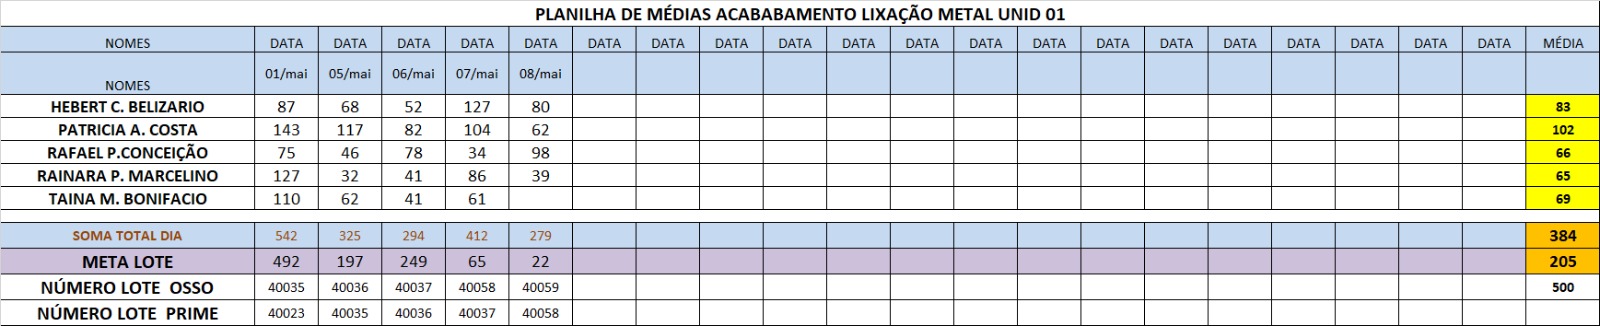 PLANILHA DE MÉDIAS ACABABAMENTO LIXAÇÃO METAL UNID 01
NOMES DATA DATA DATA DATA DATA DATA DATA DATA DATA DATA DATA DATA DATA DATA DATA DATA DATA DATA DATA DATA MÉDIA
NOMES 01/mai 05/mai 06/mai 07/mai 08/mai
HEBERT C. BELIZARIO 87 68 52 127 80 83
PATRICIA A. COSTA 143 117 82 104 62 102
RAFAEL P.CONCEIÇÃO 75 46 78 34 98 66
RAINARA P. MARCELINO 127 32 41 86 39 65
TAINA M. BONIFACIO 110 62 41 61 69
SOMA TOTAL DIA 542 325 294 412 279 384
META LOTE 492 197 249 65 22 205
NÚMERO LOTE OSSO 40035 40036 40037 40058 40059 500
NÚMERO LOTE PRIME 40023 40035 40036 40037 40058